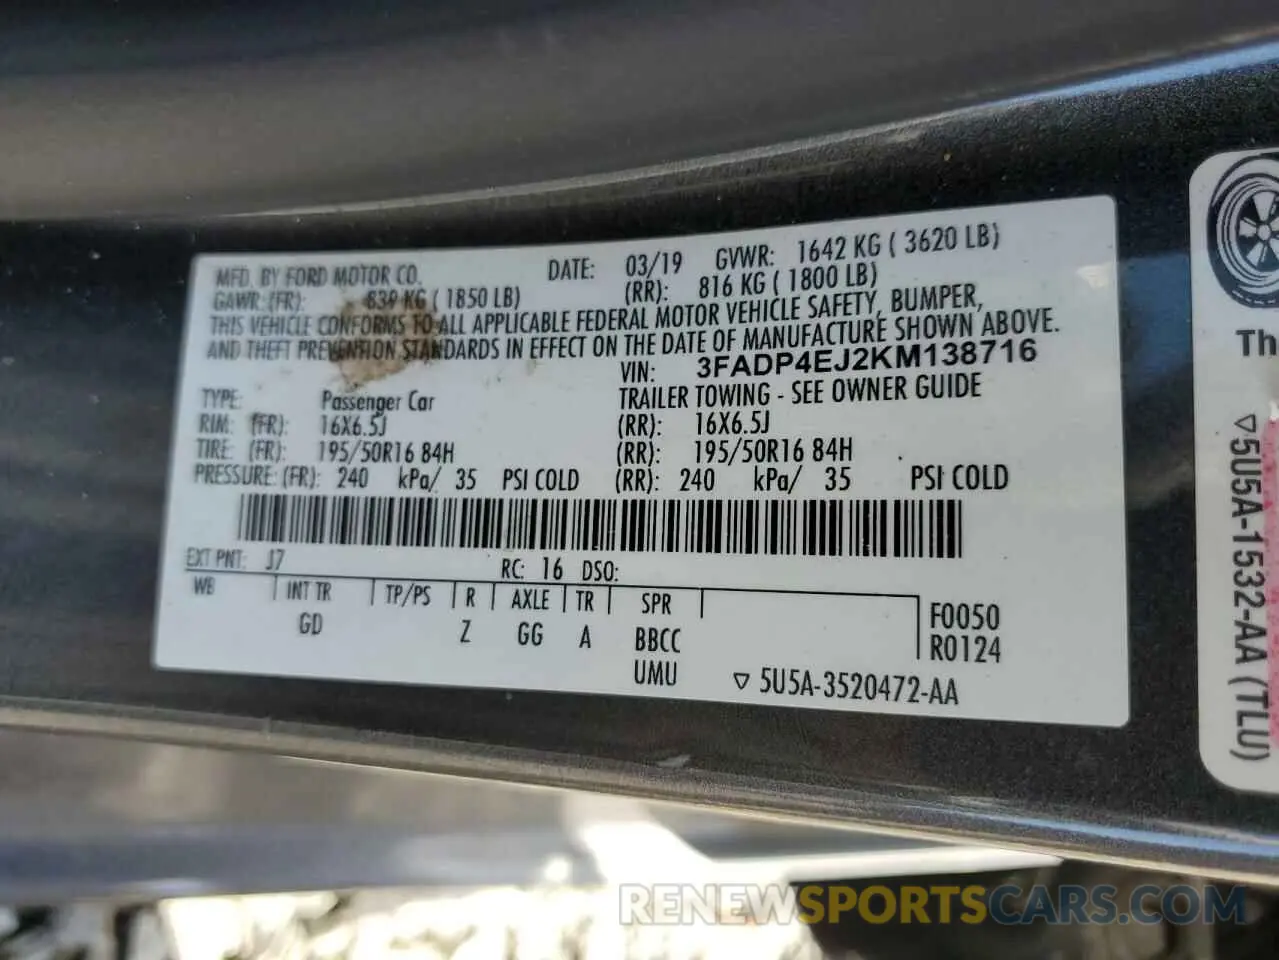 MFD. BY FORD MOTOR CO. DATE: 03/19 GVWR: 1642 KG ( 3620 LB)
GAWR: (FR): 839 KG ( 1850 LB) (RR): 816 KG ( 1800 LB)
THIS VEHICLE CONFORMS TO ALL APPLICABLE FEDERAL MOTOR VEHICLE SAFETY, BUMPER,
AND THEFT PREVENTION STANDARDS IN EFFECT ON THE DATE OF MANUFACTURE SHOWN ABOVE.
VIN: 3FADP4EJ2KM138716
TYPE: Passenger Car TRAILER TOWING - SEE OWNER GUIDE
RIM: (FR): 16X6.5J (RR): 16X6.5J
TIRE: (FR): 195/50R16 84H (RR): 195/50R16 84H
PRESSURE: (FR): 240 kPa/ 35 PSI COLD (RR): 240 kPa/ 35 PSI COLD
EXT PNT: J7 RC: 16 DSO:
WB INT TR TP/PS R AXLE TR SPR
GD Z GG A BBCC
UMU
F0050
R0124
▽ 5U5A-3520472-AA
Th
▽5U5A-1532-AA (TLU)
RENEWSPORTSCARS.COM